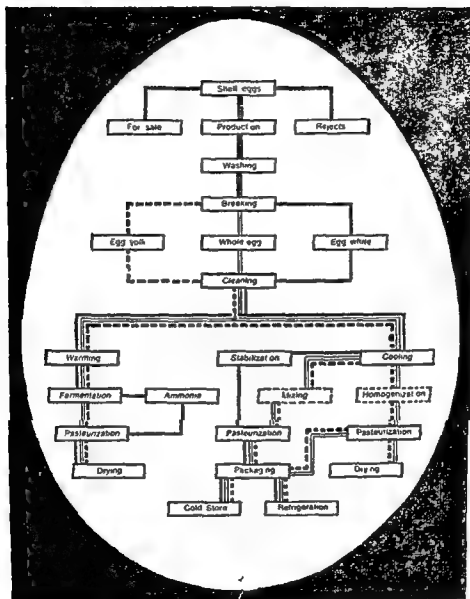 Shell eggs
For sale
Production
Rejects
Washing
Breaking
Egg yolk
Whole egg
Egg white
Cleaning
Warming
Stabilization
Cooling
Fermentation
Ammonia
Mixing
Homogenization
Pasteurization
Pasteurization
Pasteurization
Drying
Packaging
Drying
Cold Store
Refrigeration